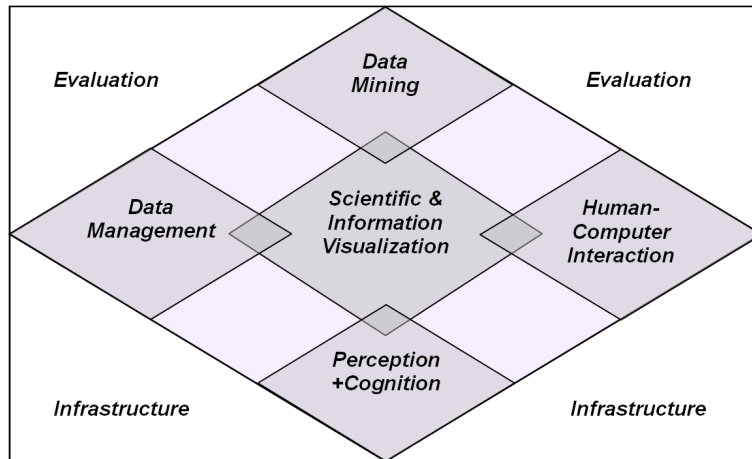 Evaluation
Data
Mining
Evaluation
Data
Management
Scientific &
Information
Visualization
Human-
Computer
Interaction
Perception
+Cognition
Infrastructure
Infrastructure